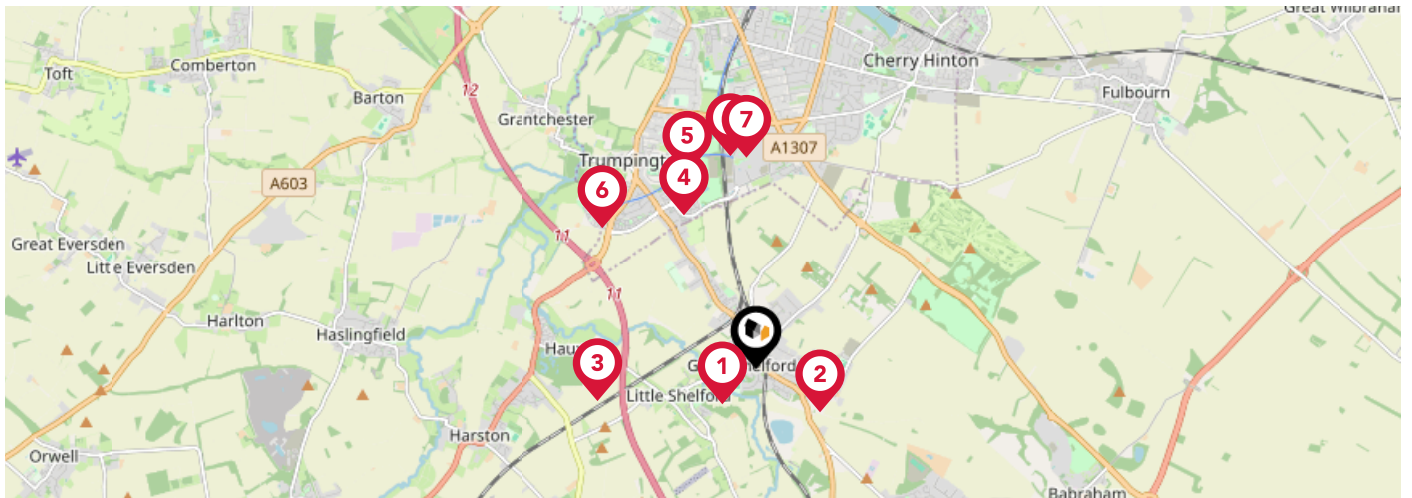 Great Wilbraham
Cherry Hinton
Comberton
Toft
12
Barton
Fulbourn
Grantchester
7
5
A1307
Trumpington
4
A603
6
11
Great Eversden
Little Eversden
11
Harlton
Haslingfield
3
1
2
Little Shelford
Harston
Orwell
Babraham